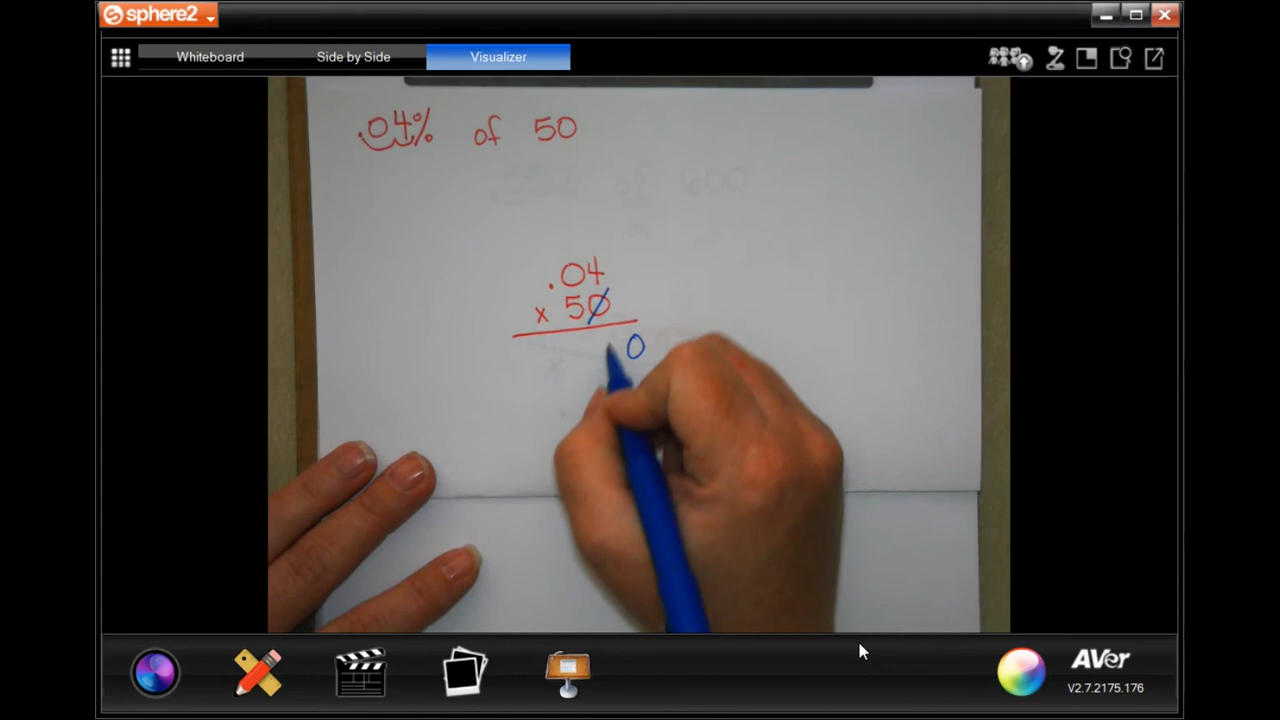 sphere2
Whiteboard Side by Side Visualizer
.04% of 50
.04
x 50
0
AVer
V2.7.2175.176